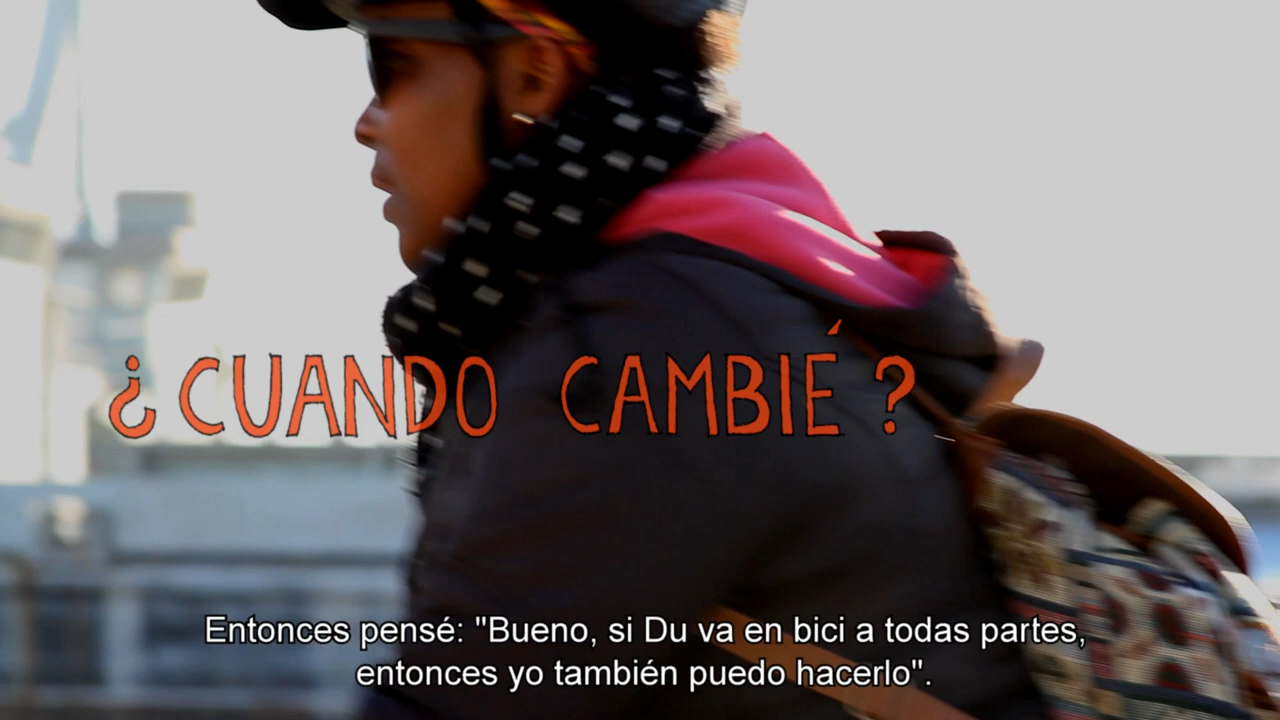 ¿CUANDO CAMBIÉ?
Entonces pensé: "Bueno, si Du va en bici a todas partes,
entonces yo también puedo hacerlo".